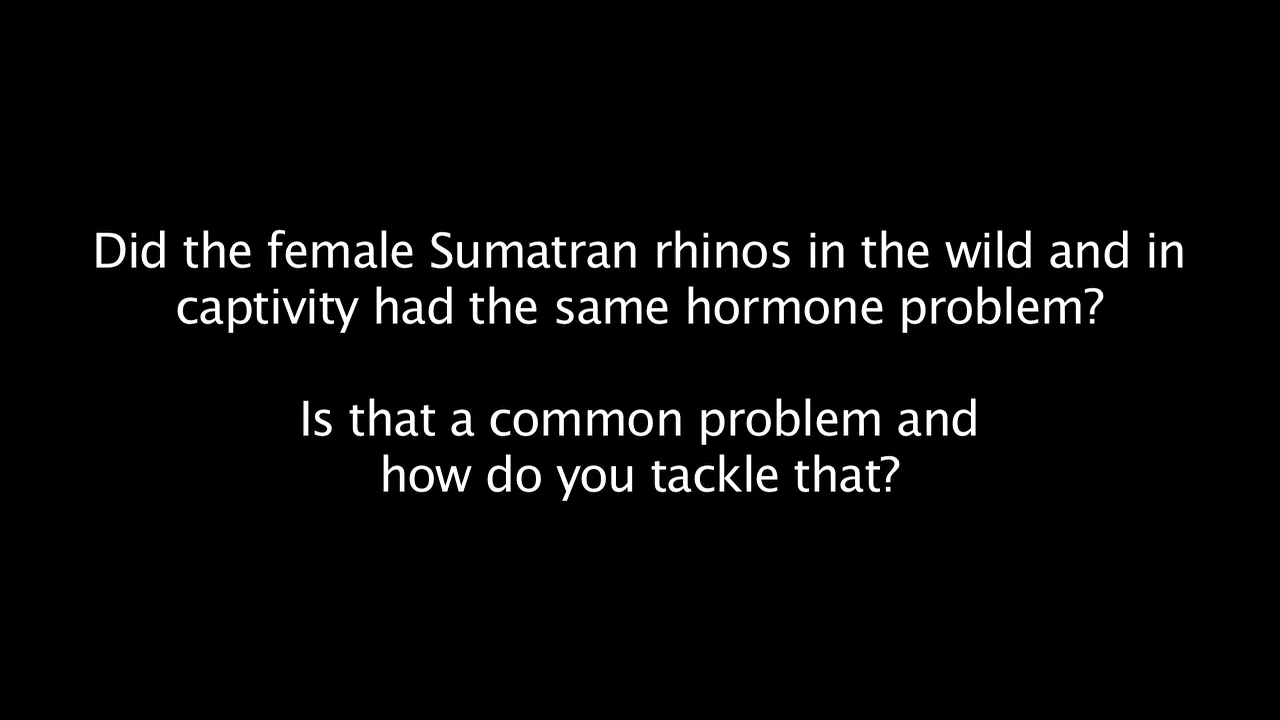 Did the female Sumatran rhinos in the wild and in
captivity had the same hormone problem?
Is that a common problem and
how do you tackle that?